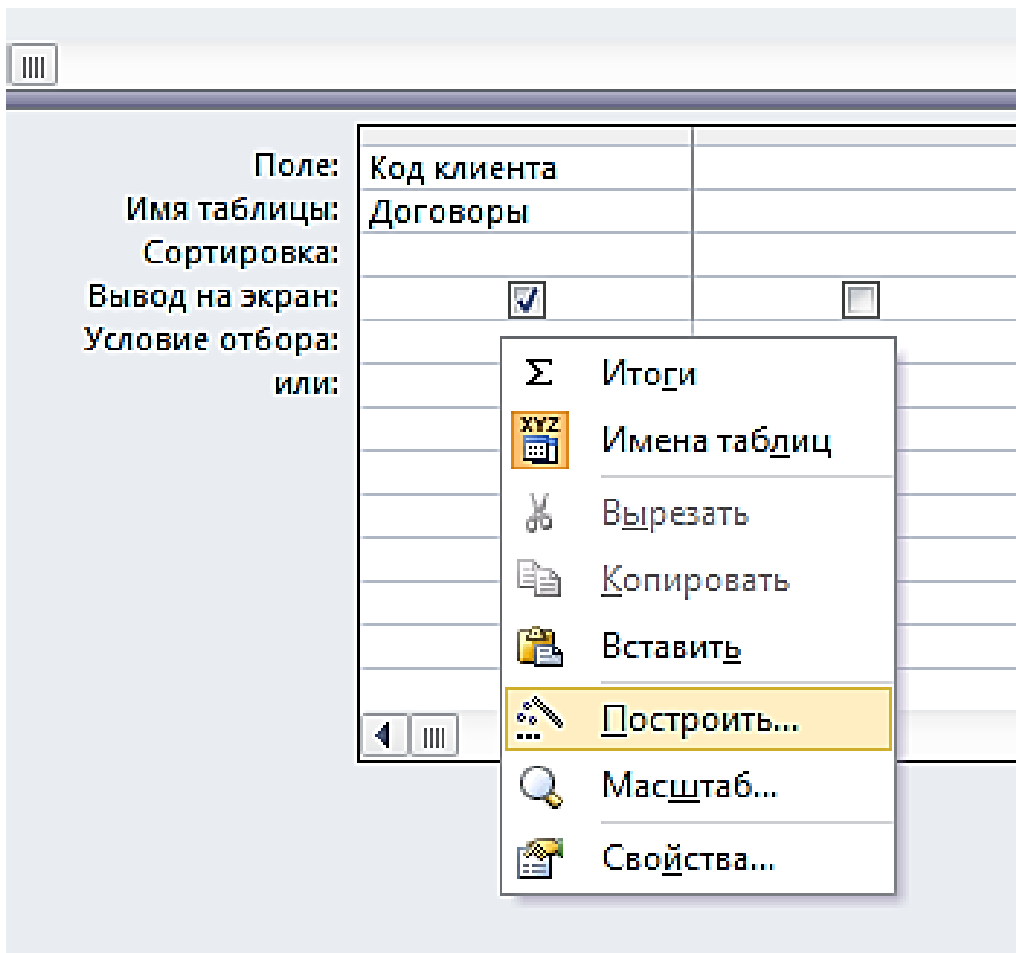 Поле: Код клиента
Имя таблицы: Договоры
Сортировка:
Вывод на экран:
Условие отбора:
или:
Σ Итоги
XYZ Имена таблиц
Вырезать
Копировать
Вставить
Построить...
Масштаб...
Свойства...